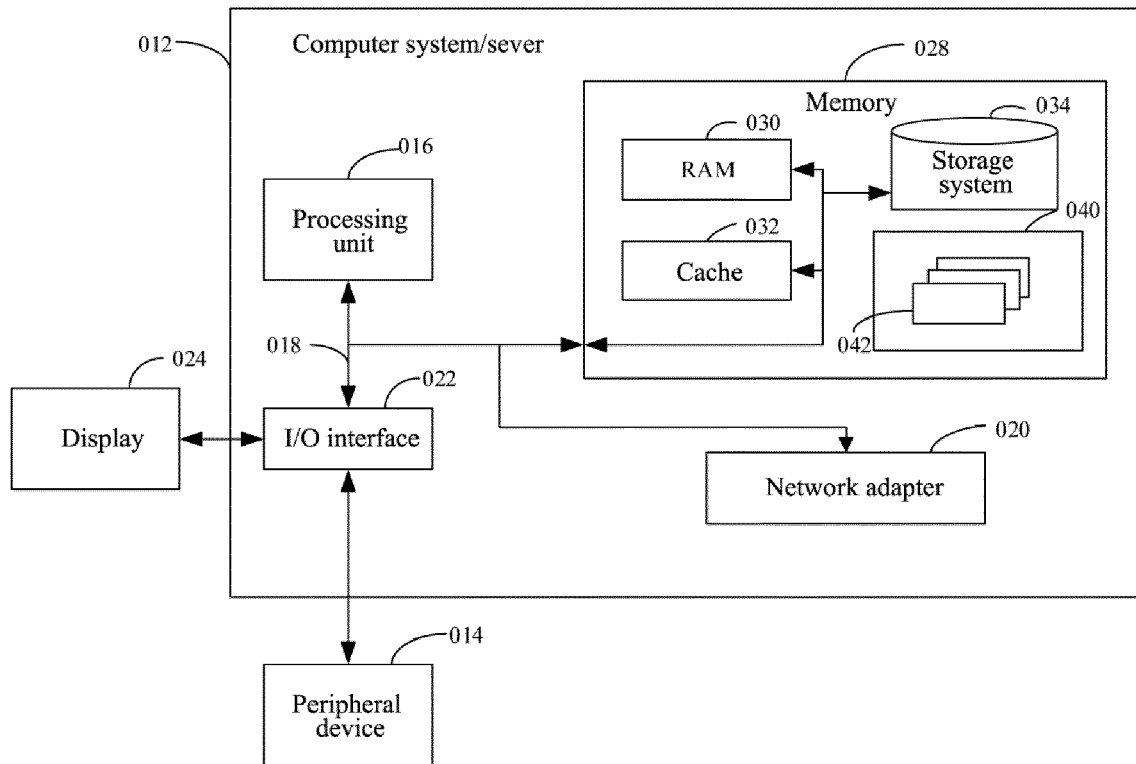 012
Computer system/sever
028
Memory
034
030
016
RAM
Storage
system
Processing
unit
032
040
Cache
018
042
024
022
Display
I/O interface
020
Network adapter
014
Peripheral
device